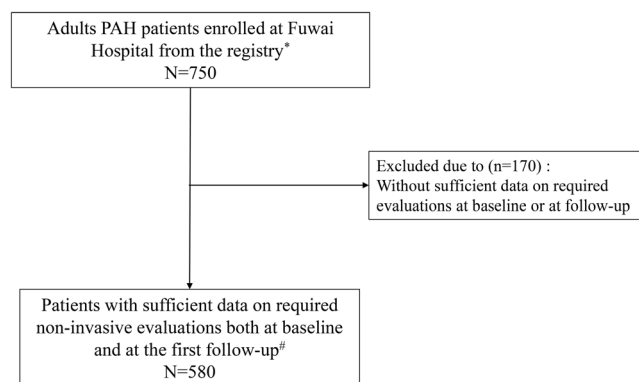 Adults PAH patients enrolled at Fuwai
Hospital from the registry*
N=750
Excluded due to (n=170) :
Without sufficient data on required
evaluations at baseline or at follow-up
Patients with sufficient data on required
non-invasive evaluations both at baseline
and at the first follow-up#
N=580